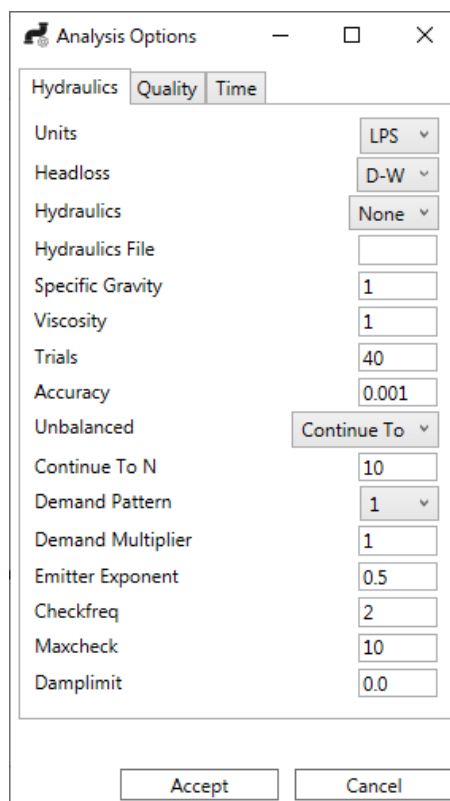 Analysis Options
Hydraulics Quality Time
Units LPS
Headloss D-W
Hydraulics None
Hydraulics File
Specific Gravity 1
Viscosity 1
Trials 40
Accuracy 0.001
Unbalanced Continue To
Continue To N 10
Demand Pattern 1
Demand Multiplier 1
Emitter Exponent 0.5
Checkfreq 2
Maxcheck 10
Damplimit 0.0
Accept Cancel